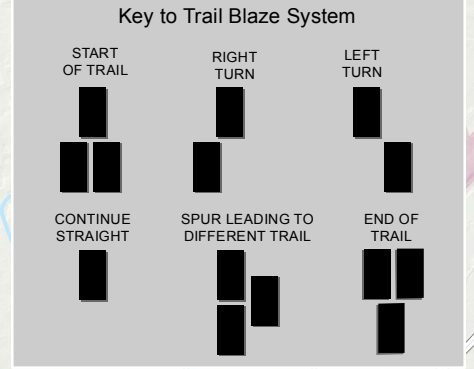 Key to Trail Blaze System
START
OF TRAIL
RIGHT
TURN
LEFT
TURN
CONTINUE
STRAIGHT
SPUR LEADING TO
DIFFERENT TRAIL
END OF
TRAIL